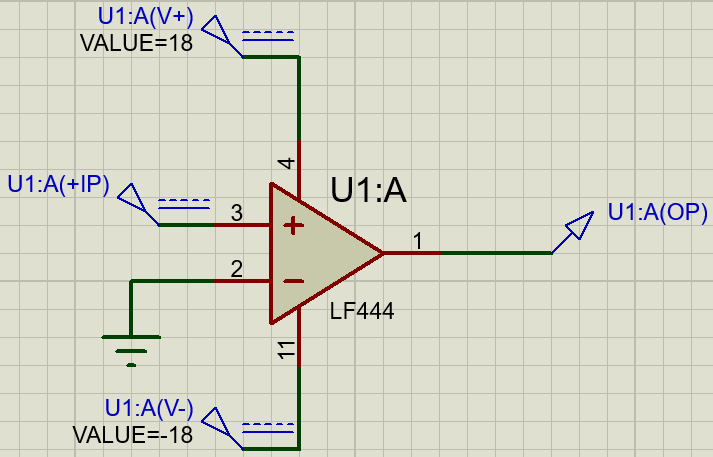 U1:A(V+)
VALUE=18
4
U1:A(+IP)
3
U1:A
U1:A(OP)
1
2
LF444
11
U1:A(V-)
VALUE=-18